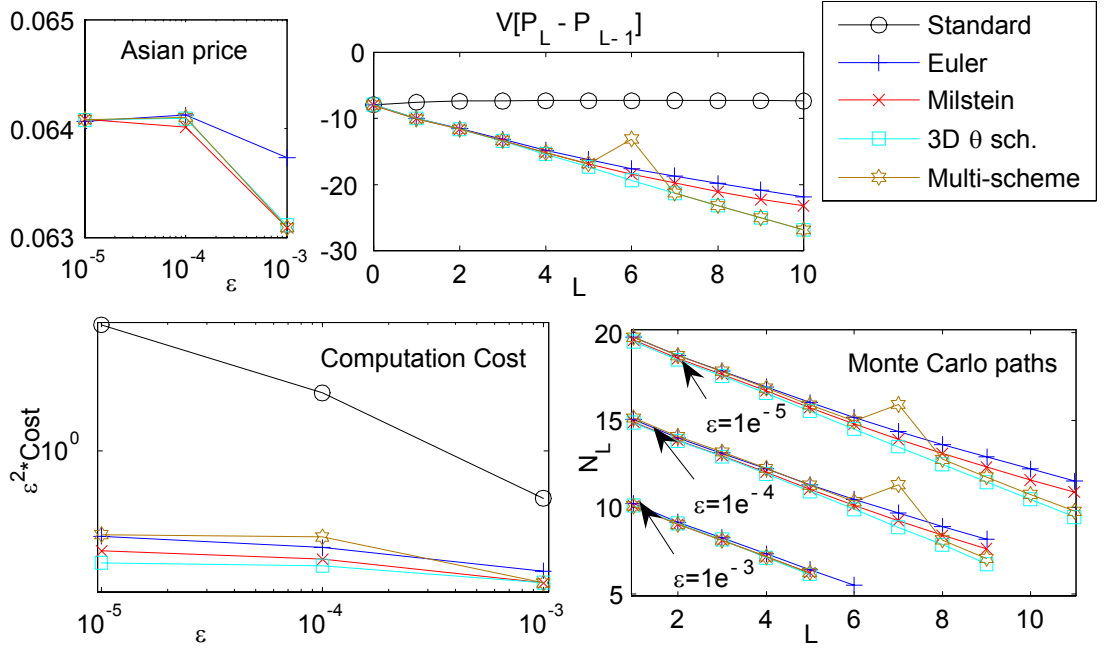 Asian price
0.065
0.064
0.063
10^-5
10^-4
10^-3
ε
V[P_L - P_L-1]
0
-10
-20
-30
0
2
4
6
8
10
L
Standard
Euler
Milstein
3D θ sch.
Multi-scheme
Computation Cost
ε^2*Cost
10^0
10^-5
10^-4
10^-3
ε
Monte Carlo paths
N_L
20
15
10
5
ε=1e^-5
ε=1e^-4
ε=1e^-3
2
4
6
8
10
L